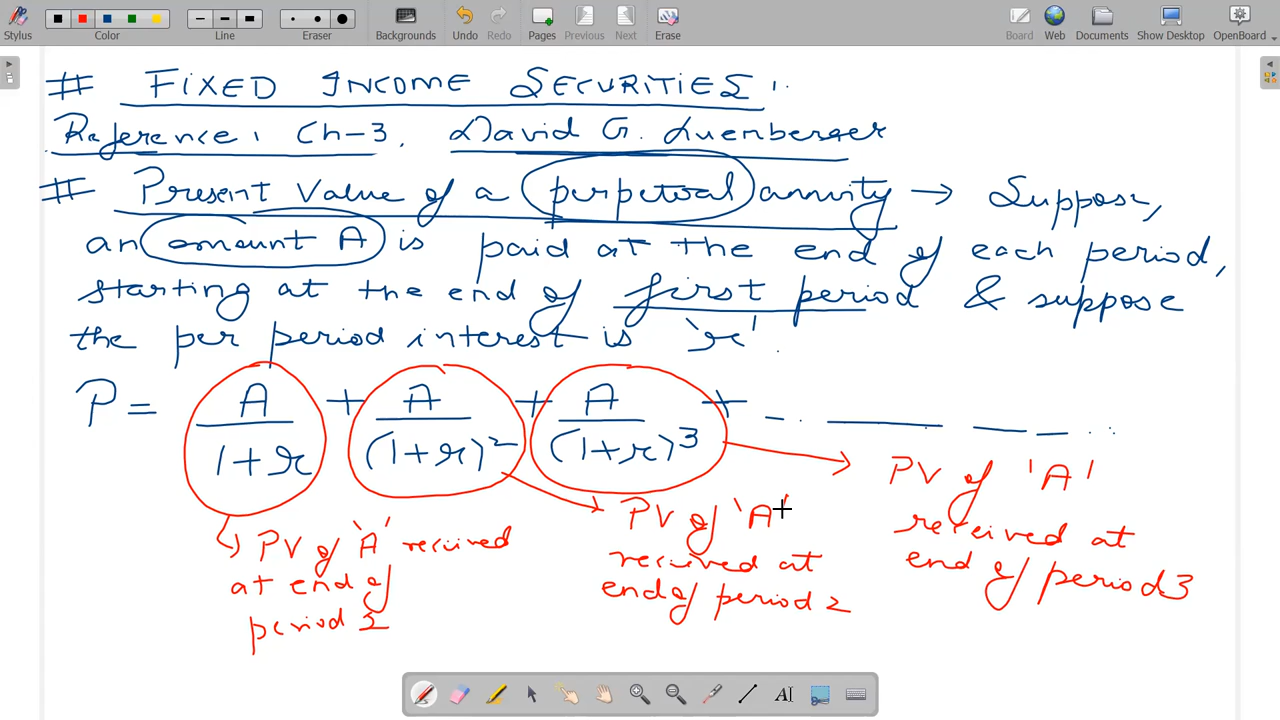 Stylus Color Line Eraser Backgrounds Undo Redo Pages Previous Next Erase Board Web Documents Show Desktop OpenBoard
# FIXED INCOME SECURITIES :
Reference : Ch-3, David G. Luenberger
# Present Value of a perpetual annuity → Suppose,
an amount A is paid at the end of each period,
starting at the end of first period & suppose
the per period interest is 'r'.
P = A/(1+r) + A/(1+r)² + A/(1+r)³ + - . ____ __ _ . .
PV of 'A' received
at end of
period 1
PV of 'A'
received at
end of period 2
PV of 'A'
received at
end of period 3
AI